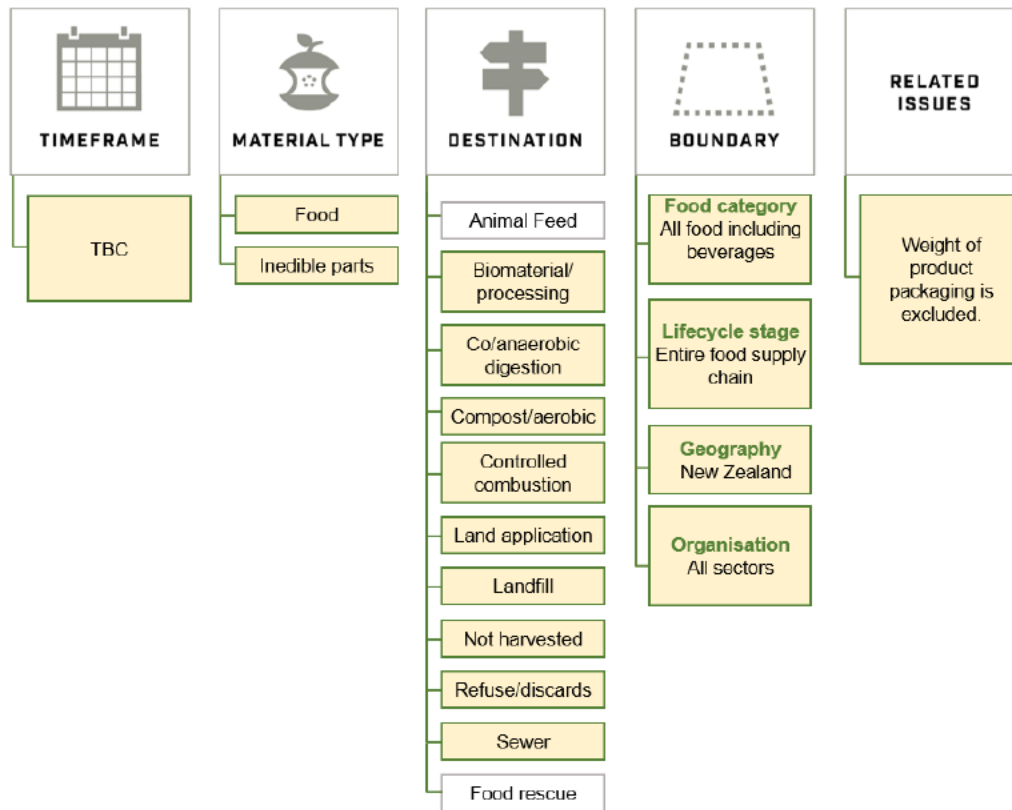 TIMEFRAME
TBC
MATERIAL TYPE
Food
Inedible parts
DESTINATION
Animal Feed
Biomaterial/
processing
Co/anaerobic
digestion
Compost/aerobic
Controlled
combustion
Land application
Landfill
Not harvested
Refuse/discards
Sewer
Food rescue
BOUNDARY
Food category
All food including
beverages
Lifecycle stage
Entire food supply
chain
Geography
New Zealand
Organisation
All sectors
RELATED
ISSUES
Weight of
product
packaging is
excluded.